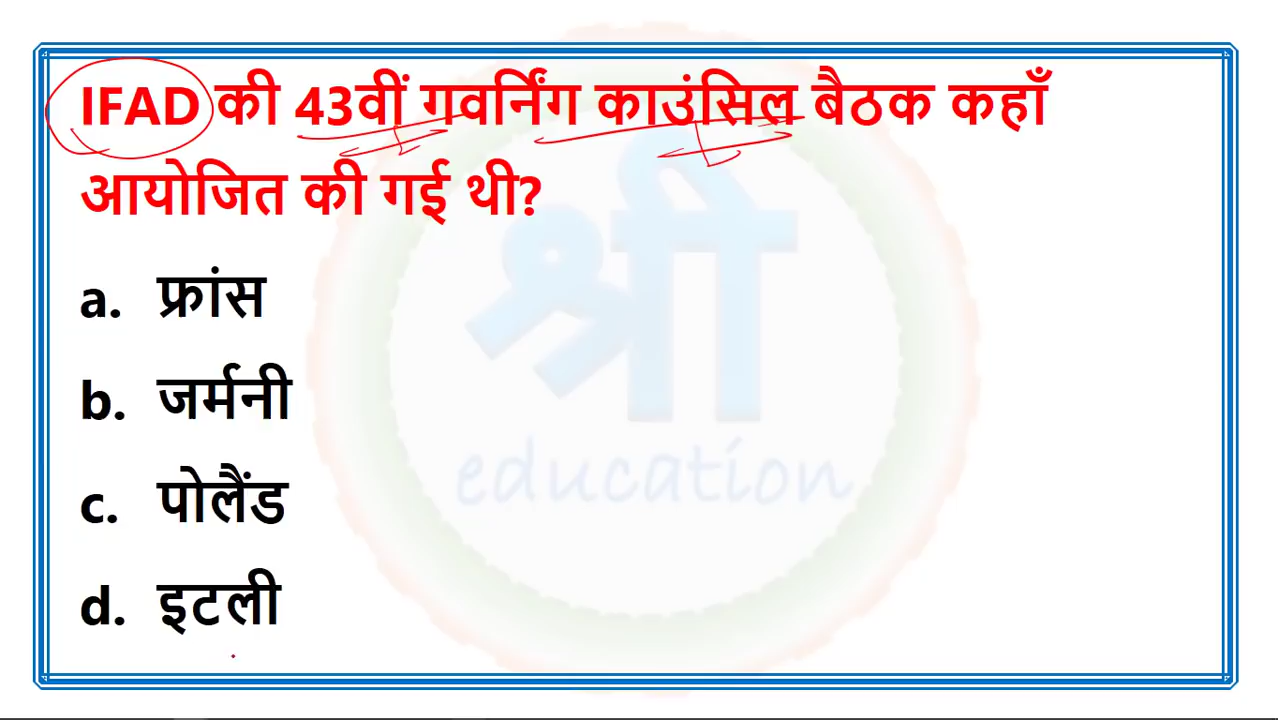 IFAD की 43वीं गवर्निंग काउंसिल बैठक कहाँ
आयोजित की गई थी?
a. फ्रांस
b. जर्मनी
c. पोलैंड
d. इटली
श्री
education